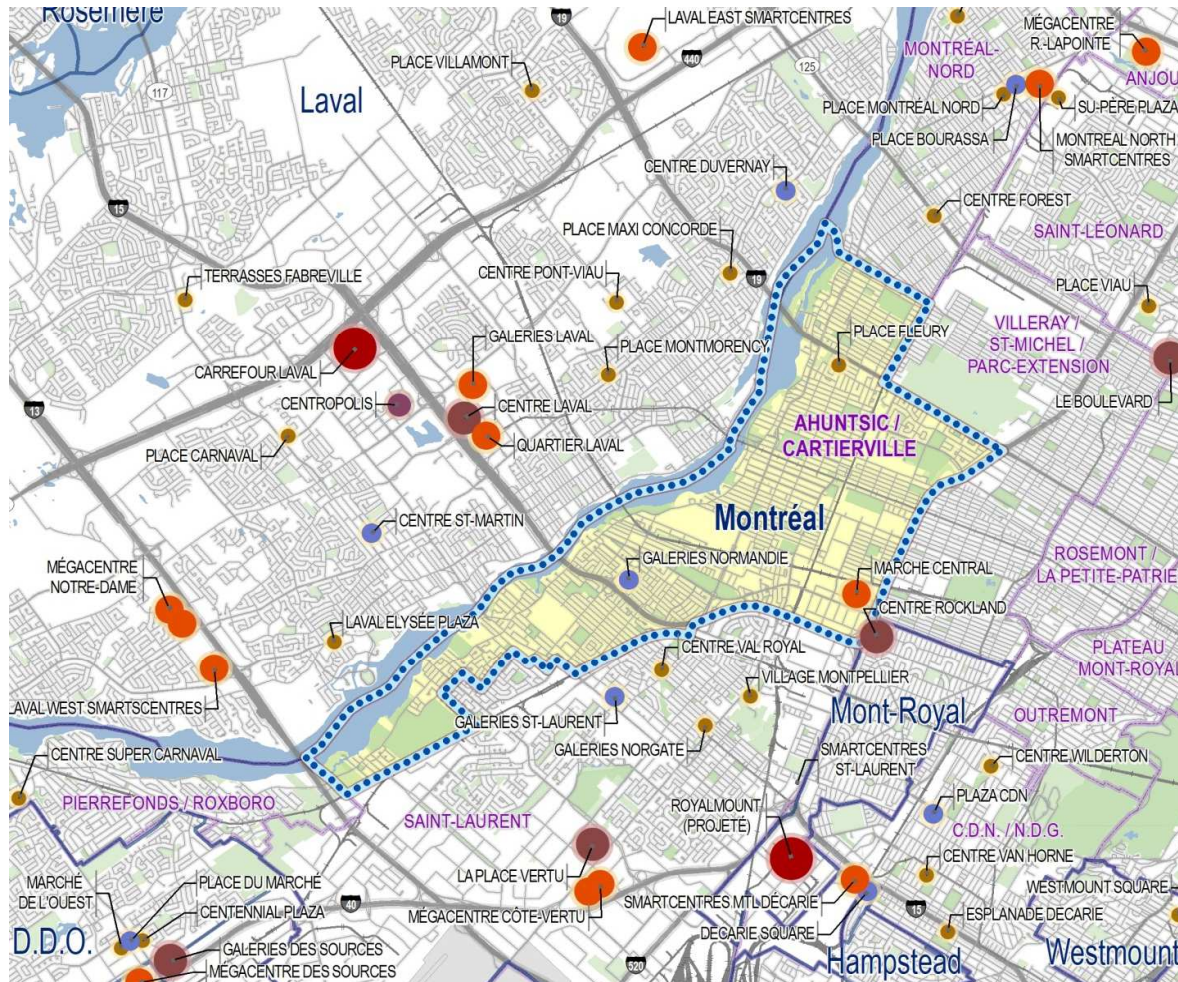 Rosemère
19
LAVAL EAST SMARTCENTRES
MÉGACENTRE
R.-LAPOINTE
MONTRÉAL-
NORD
440
125
PLACE VILLAMONT
117
Laval
ANJOU
PLACE MONTRÉAL NORD
SU-PÈRE PLAZA
PLACE BOURASSA
MONTREAL NORTH
SMARTCENTRES
CENTRE DUVERNAY
15
CENTRE FOREST
PLACE MAXI CONCORDE
SAINT-LÉONARD
TERRASSES FABREVILLE
CENTRE PONT-VIAU
19
PLACE VIAU
GALERIES LAVAL
PLACE FLEURY
VILLERAY /
ST-MICHEL /
PARC-EXTENSION
PLACE MONTMORENCY
CARREFOUR LAVAL
LE BOULEVARD
CENTROPOLIS
CENTRE LAVAL
13
AHUNTSIC /
CARTIERVILLE
QUARTIER LAVAL
PLACE CARNAVAL
CENTRE ST-MARTIN
Montréal
GALERIES NORMANDIE
ROSEMONT /
LA PETITE-PATRIE
MÉGACENTRE
NOTRE-DAME
MARCHE CENTRAL
CENTRE ROCKLAND
LAVAL ELYSÉE PLAZA
CENTRE VAL ROYAL
PLATEAU
MONT-ROYAL
VILLAGE MONTPELLIER
LAVAL WEST SMARTSCENTRES
Mont-Royal
OUTREMONT
GALERIES ST-LAURENT
GALERIES NORGATE
CENTRE SUPER CARNAVAL
SMARTCENTRES
ST-LAURENT
CENTRE WILDERTON
PIERREFONDS / ROXBORO
SAINT-LAURENT
ROYALMOUNT
(PROJETÉ)
PLAZA CDN
C.D.N. / N.D.G.
CENTRE VAN HORNE
LA PLACE VERTU
MARCHÉ
DE L'OUEST
PLACE DU MARCHÉ
CENTENNIAL PLAZA
40
MÉGACENTRE CÔTE-VERTU
SMARTCENTRES MTL DÉCARIE
15
WESTMOUNT SQUARE
ESPLANADE DECARIE
DECARIE SQUARE
D.D.O.
GALERIES DES SOURCES
MÉGACENTRE DES SOURCES
520
Hampstead
Westmount